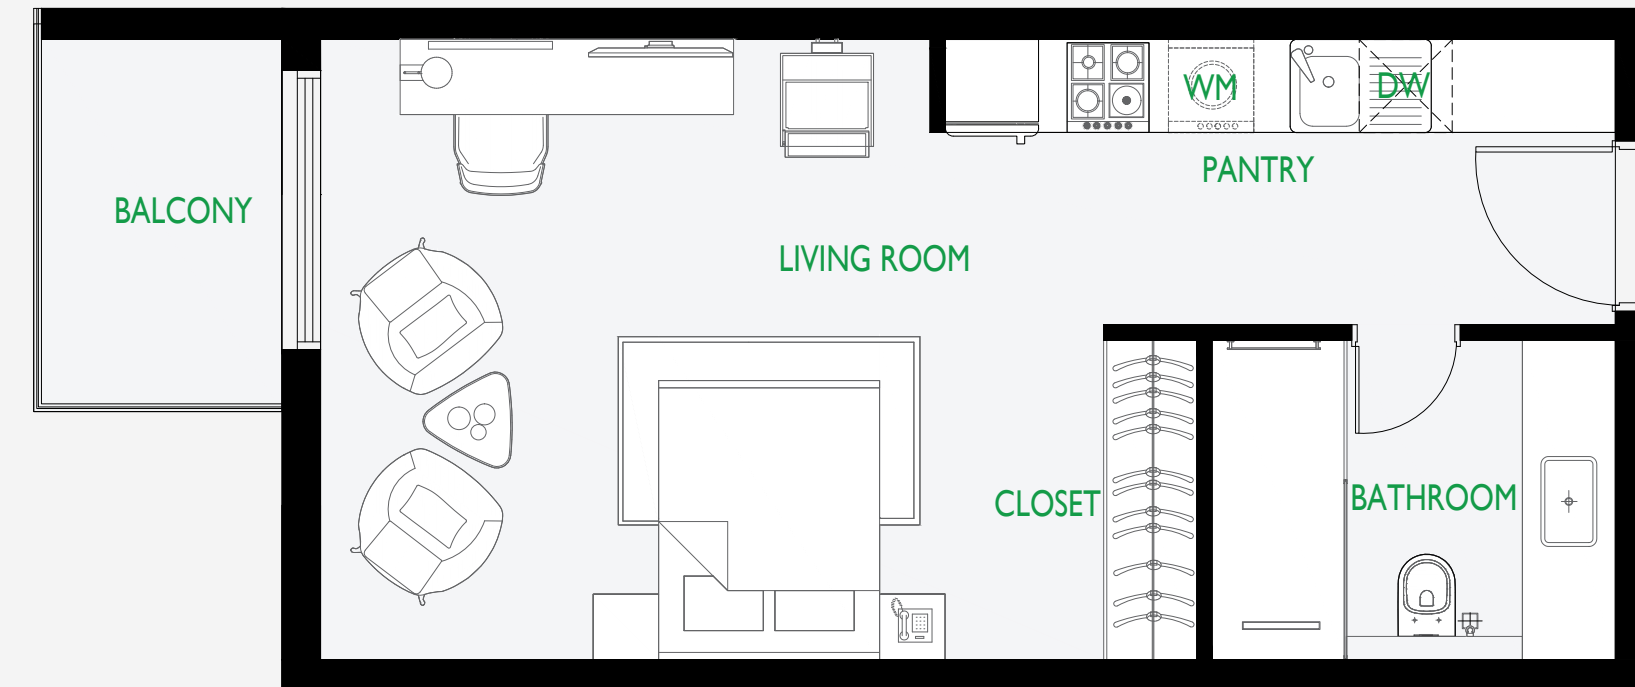 WM
DW
PANTRY
BALCONY
LIVING ROOM
CLOSET
BATHROOM